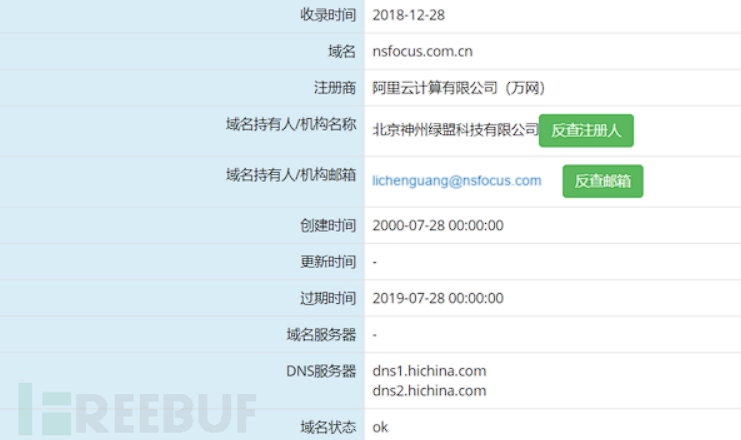 收录时间 2018-12-28
域名 nsfocus.com.cn
注册商 阿里云计算有限公司（万网）
域名持有人/机构名称 北京神州绿盟科技有限公司 反查注册人
域名持有人/机构邮箱 lichenguang@nsfocus.com 反查邮箱
创建时间 2000-07-28 00:00:00
更新时间 -
过期时间 2019-07-28 00:00:00
域名服务器 -
DNS服务器 dns1.hichina.com
dns2.hichina.com
域名状态 ok
FREEBUF